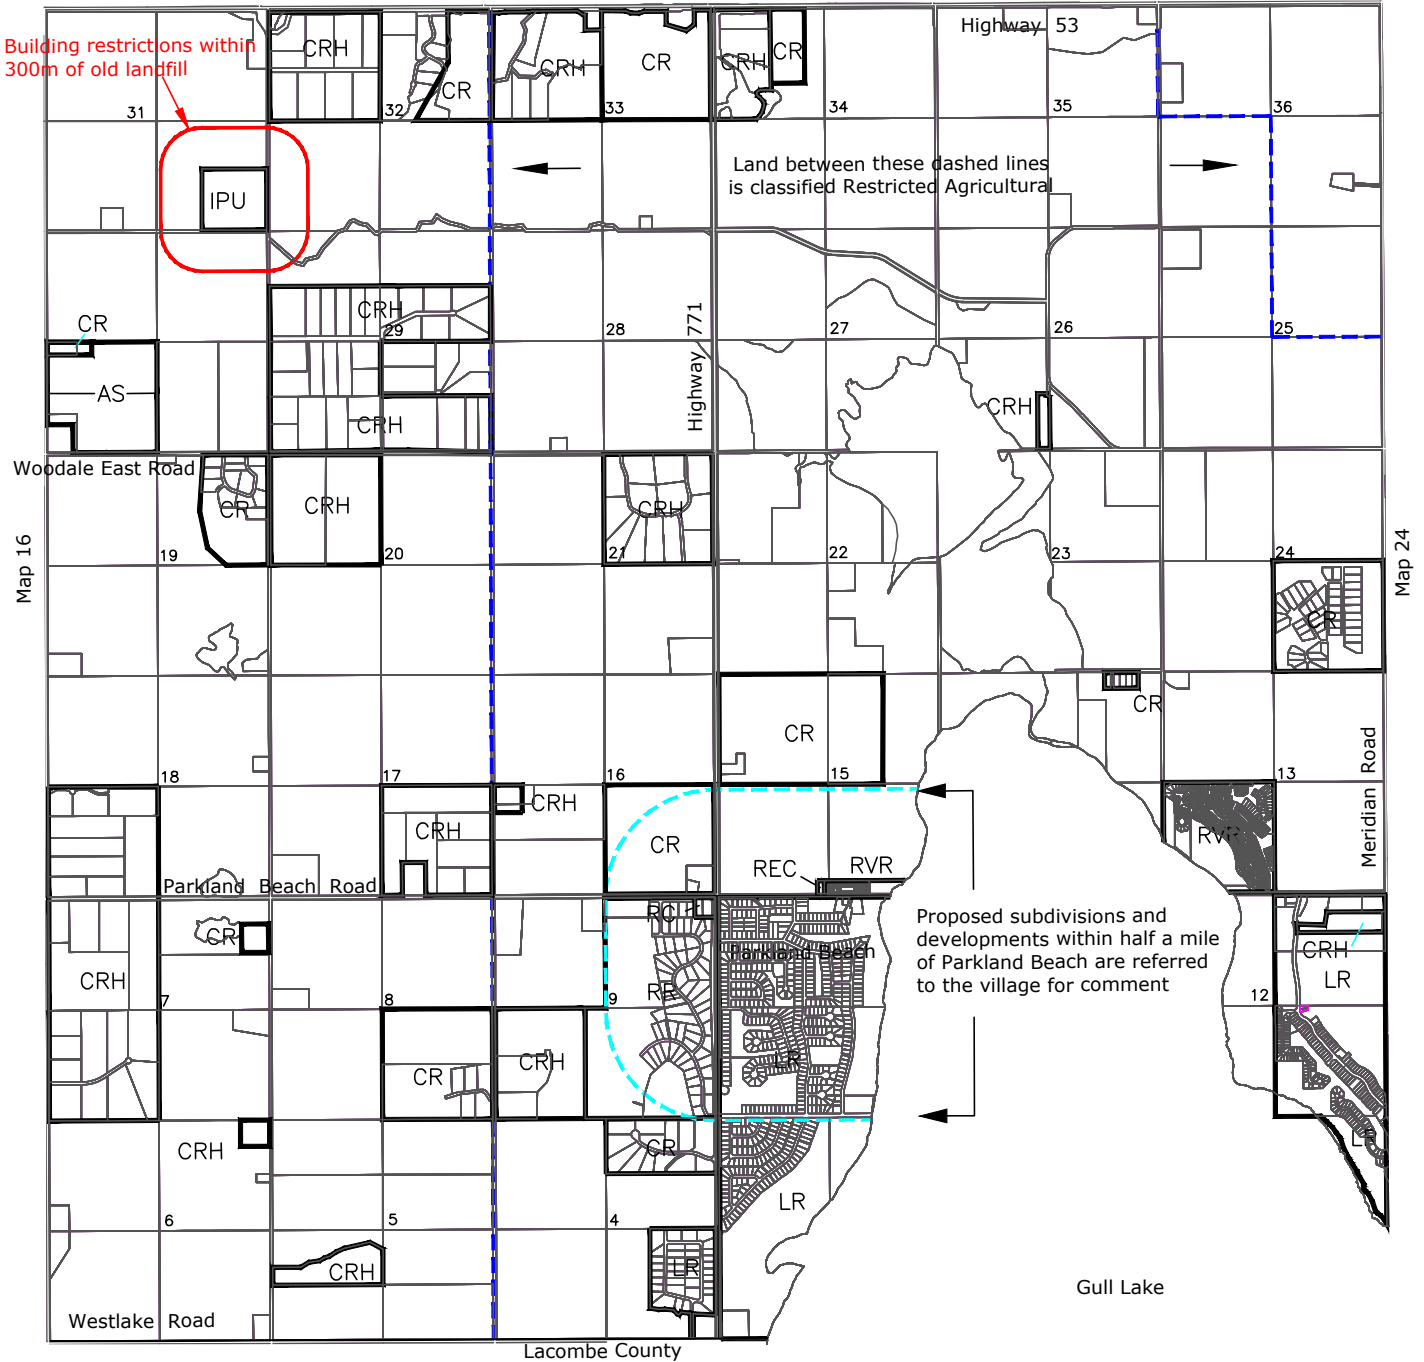 Highway 53
Building restrictions within
300m of old landfill
CRH
CR
CRH
CR
CRH
CR
31
32
33
34
35
36
Land between these dashed lines
is classified Restricted Agricultural
IPU
CR
CRH
29
28
27
26
25
Highway 771
AS
CRH
CRH
Woodale East Road
CR
CRH
CRH
19
20
21
22
23
24
Map 16
Map 24
CR
CR
CR
18
17
16
15
13
Meridian Road
CRH
CRH
CR
RVR
REC
RVR
Parkland Beach Road
RC
CR
Parkland Beach
Proposed subdivisions and
developments within half a mile
of Parkland Beach are referred
to the village for comment
CRH
CRH
LR
RR
7
8
9
12
CR
CRH
LR
CRH
CR
LR
LR
6
5
4
CRH
LR
Gull Lake
Westlake Road
Lacombe County